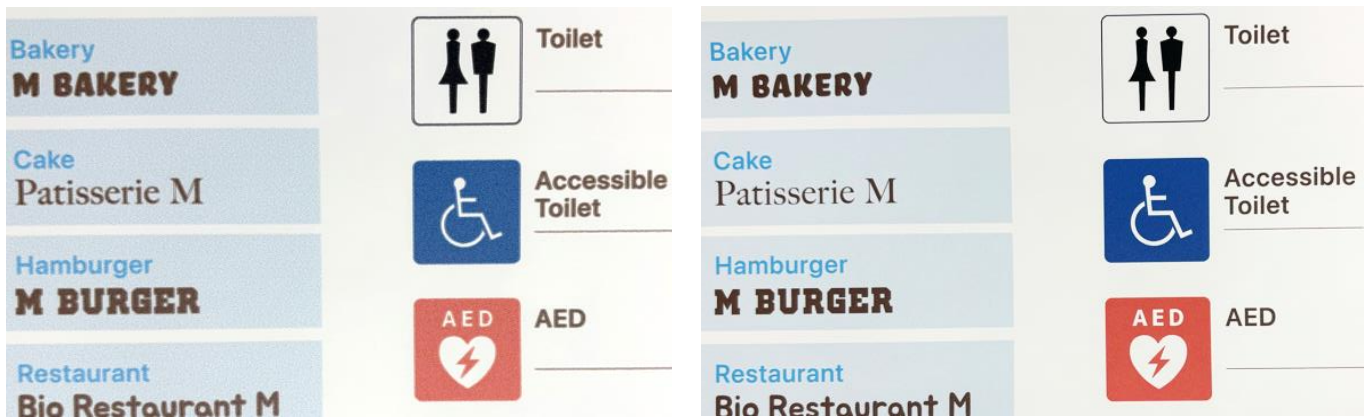 Bakery
M BAKERY
Cake
Patisserie M
Hamburger
M BURGER
Restaurant
Bio Restaurant M
Toilet
Accessible
Toilet
AED
AED
Bakery
M BAKERY
Cake
Patisserie M
Hamburger
M BURGER
Restaurant
Bio Restaurant M
Toilet
Accessible
Toilet
AED
AED